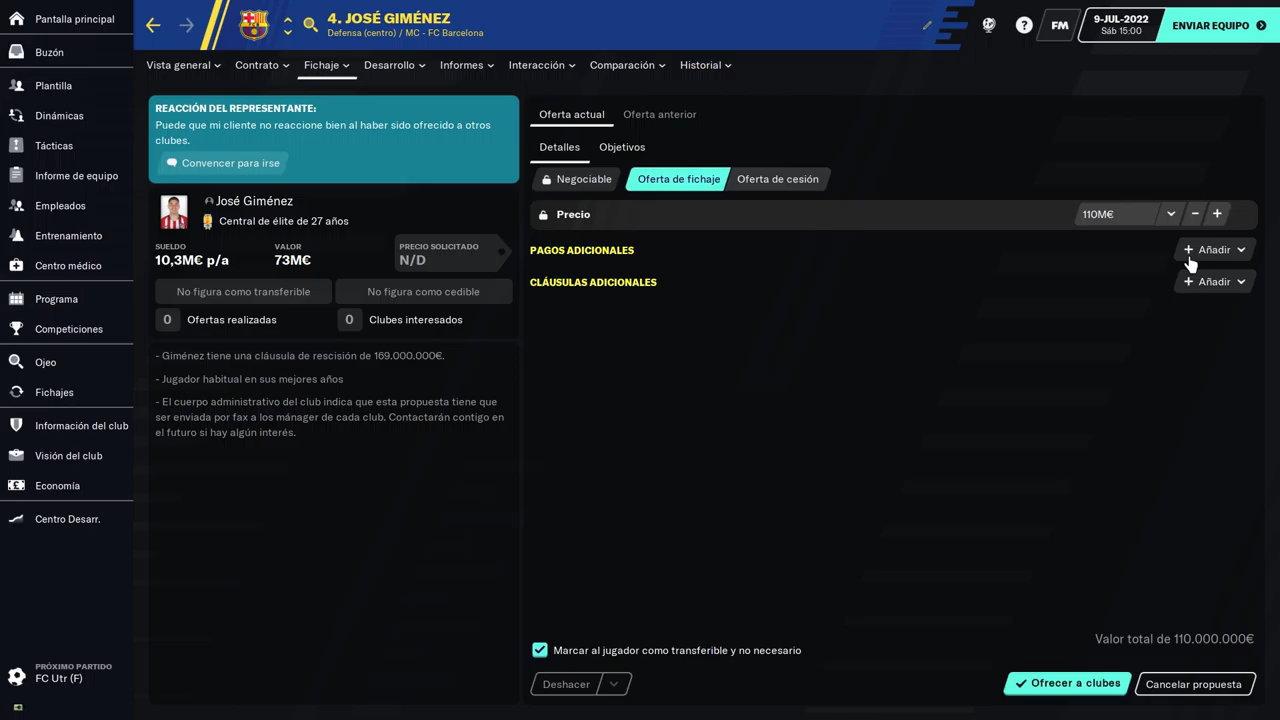 Pantalla principal
Buzón
Plantilla
Dinámicas
Tácticas
Informe de equipo
Empleados
Entrenamiento
Centro médico
Programa
Competiciones
Ojeo
Fichajes
Información del club
Visión del club
Economía
Centro Desarr.
PRÓXIMO PARTIDO
FC Utr (F)
4. JOSÉ GIMÉNEZ
Defensa (centro) / MC - FC Barcelona
FM
9-JUL-2022
Sáb 15:00
ENVIAR EQUIPO
Vista general
Contrato
Fichaje
Desarrollo
Informes
Interacción
Comparación
Historial
REACCIÓN DEL REPRESENTANTE:
Puede que mi cliente no reaccione bien al haber sido ofrecido a otros
clubes.
Convencer para irse
José Giménez
Central de élite de 27 años
SUELDO
10,3M€ p/a
VALOR
73M€
PRECIO SOLICITADO
N/D
No figura como transferible
No figura como cedible
0 Ofertas realizadas
0 Clubes interesados
- Giménez tiene una cláusula de rescisión de 169.000.000€.
- Jugador habitual en sus mejores años
- El cuerpo administrativo del club indica que esta propuesta tiene que
ser enviada por fax a los mánager de cada club. Contactarán contigo en
el futuro si hay algún interés.
Oferta actual
Oferta anterior
Detalles
Objetivos
Negociable
Oferta de fichaje
Oferta de cesión
Precio
110M€
PAGOS ADICIONALES
Añadir
CLÁUSULAS ADICIONALES
Añadir
Valor total de 110.000.000€
Marcar al jugador como transferible y no necesario
Deshacer
Ofrecer a clubes
Cancelar propuesta